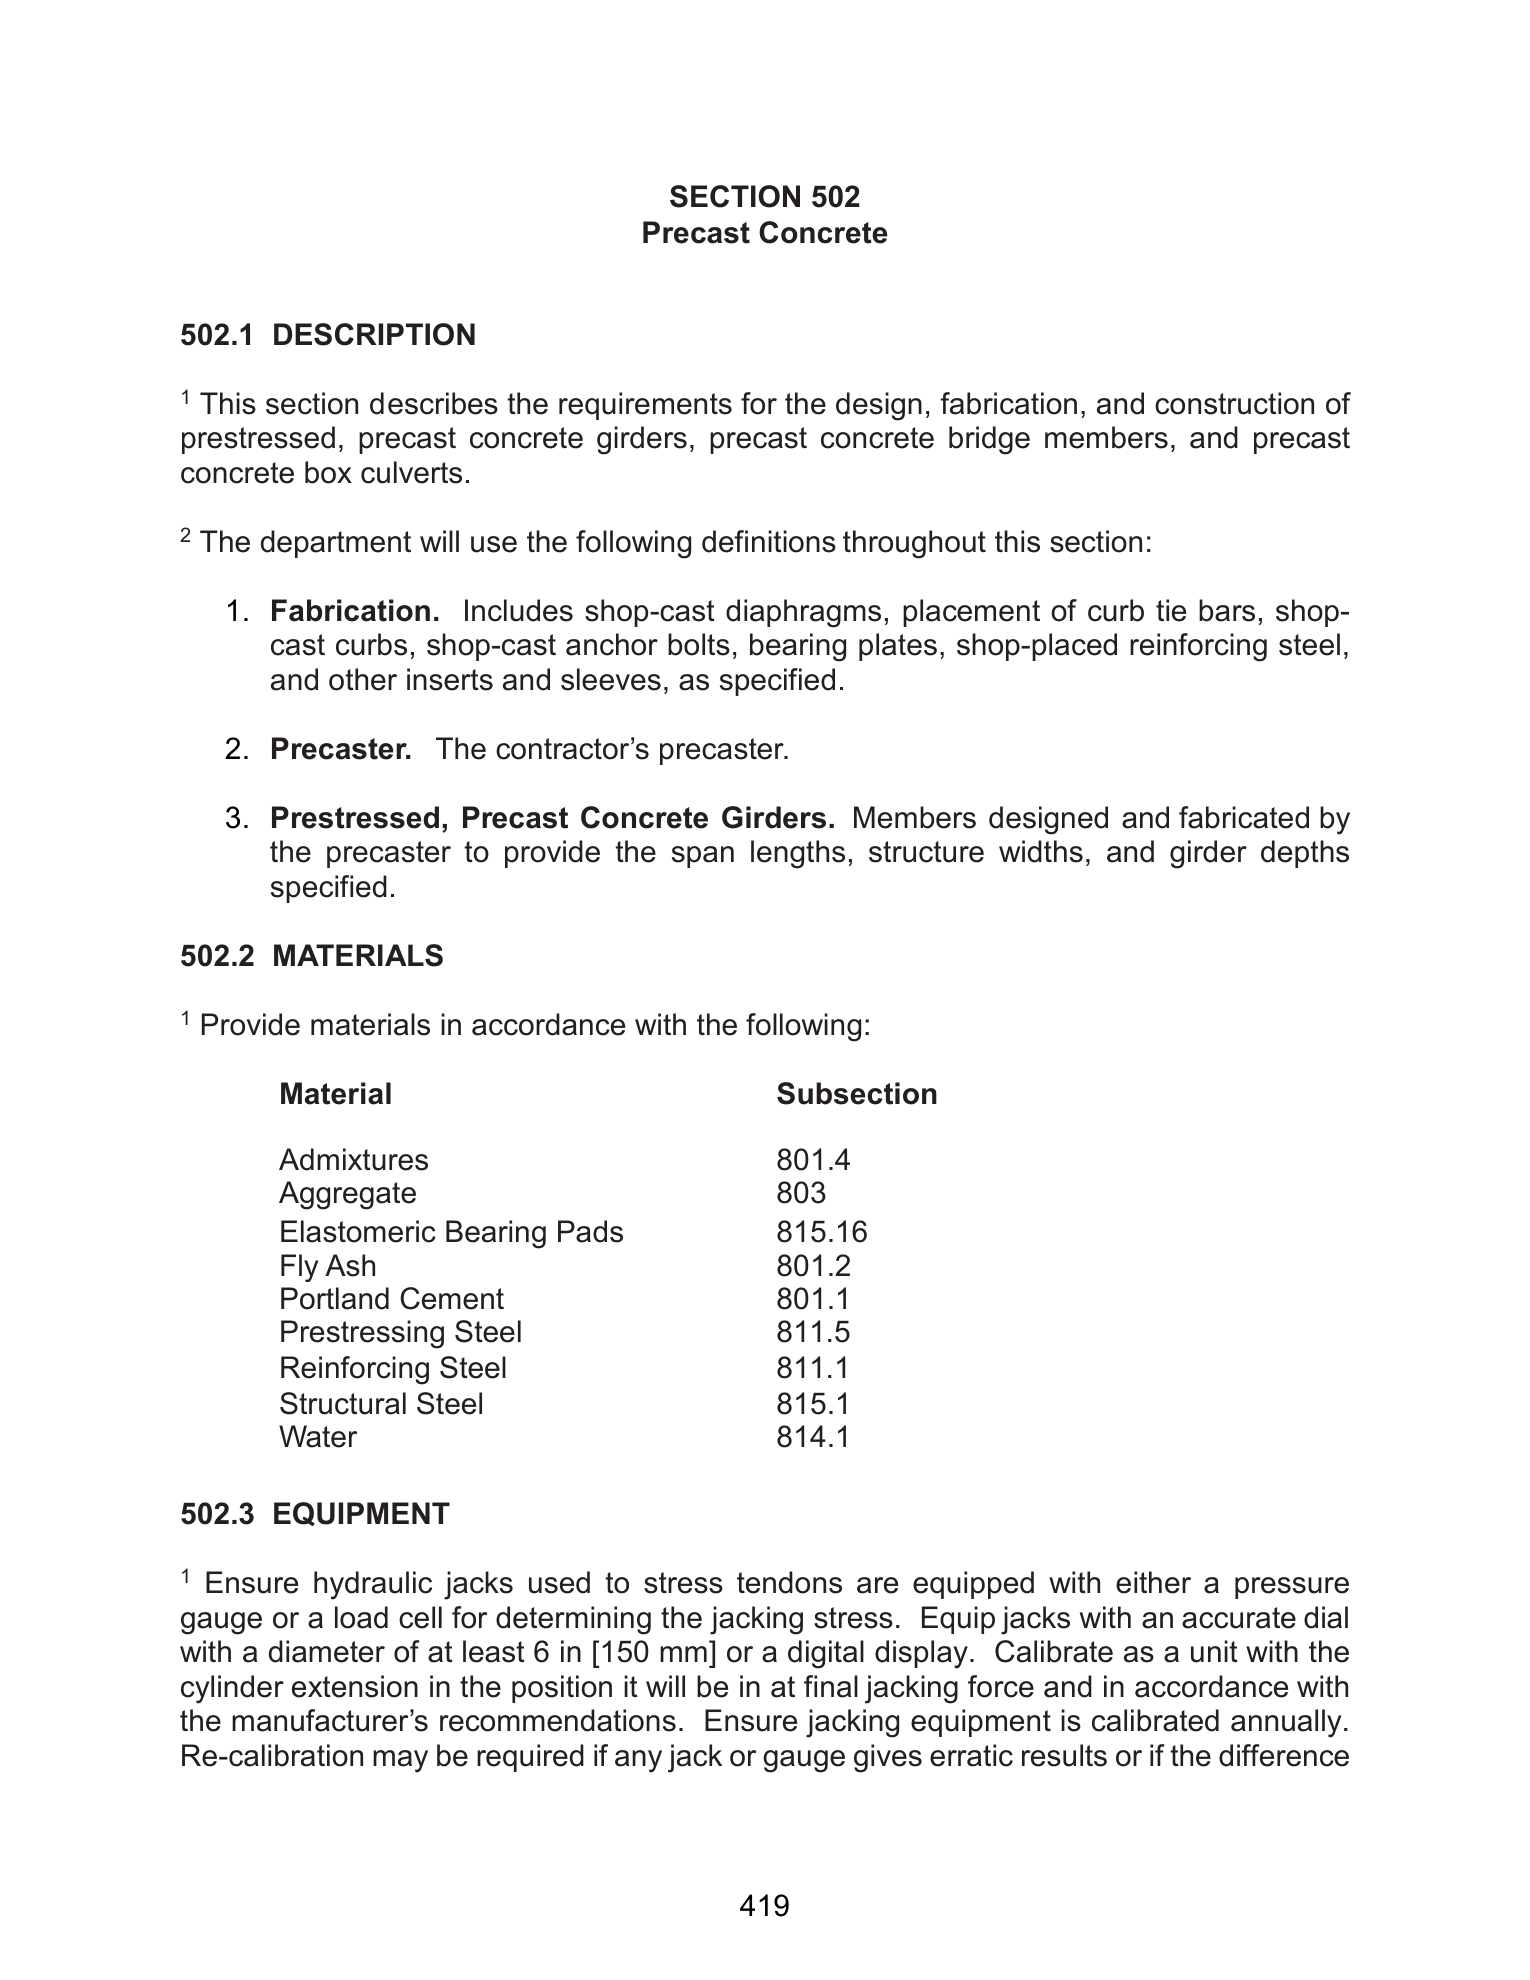 SECTION 502
Precast Concrete
502.1 DESCRIPTION
1 This section describes the requirements for the design, fabrication, and construction of
prestressed, precast concrete girders, precast concrete bridge members, and precast
concrete box culverts.
2 The department will use the following definitions throughout this section:
1. Fabrication. Includes shop-cast diaphragms, placement of curb tie bars, shop-
cast curbs, shop-cast anchor bolts, bearing plates, shop-placed reinforcing steel,
and other inserts and sleeves, as specified.
2. Precaster. The contractor’s precaster.
3. Prestressed, Precast Concrete Girders. Members designed and fabricated by
the precaster to provide the span lengths, structure widths, and girder depths
specified.
502.2 MATERIALS
1 Provide materials in accordance with the following:
Material Subsection
Admixtures 801.4
Aggregate 803
Elastomeric Bearing Pads 815.16
Fly Ash 801.2
Portland Cement 801.1
Prestressing Steel 811.5
Reinforcing Steel 811.1
Structural Steel 815.1
Water 814.1
502.3 EQUIPMENT
1 Ensure hydraulic jacks used to stress tendons are equipped with either a pressure
gauge or a load cell for determining the jacking stress. Equip jacks with an accurate dial
with a diameter of at least 6 in [150 mm] or a digital display. Calibrate as a unit with the
cylinder extension in the position it will be in at final jacking force and in accordance with
the manufacturer’s recommendations. Ensure jacking equipment is calibrated annually.
Re-calibration may be required if any jack or gauge gives erratic results or if the difference
419